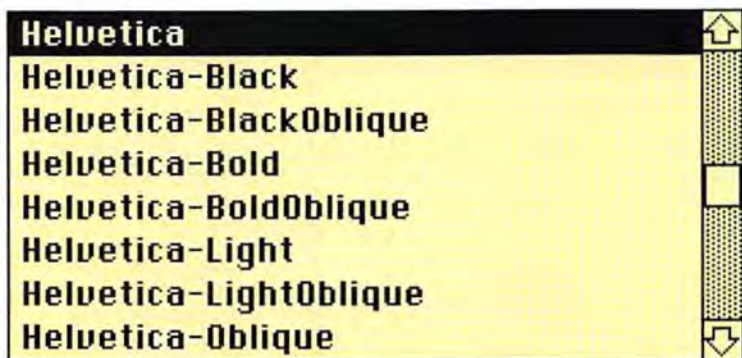 Helvetica
Helvetica-Black
Helvetica-BlackOblique
Helvetica-Bold
Helvetica-BoldOblique
Helvetica-Light
Helvetica-LightOblique
Helvetica-Oblique